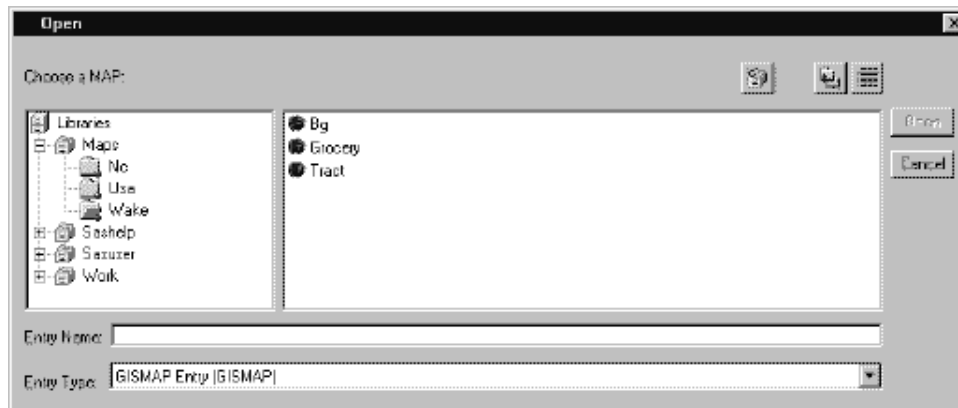 Open
Choose a MAP:
Libraries
Maps
Nc
Usa
Wake
Sashelp
Sasuser
Work
Bg
Grocery
Tract
Open
Cancel
Entry Name:
Entry Type: GISMAP Entry (GISMAP)